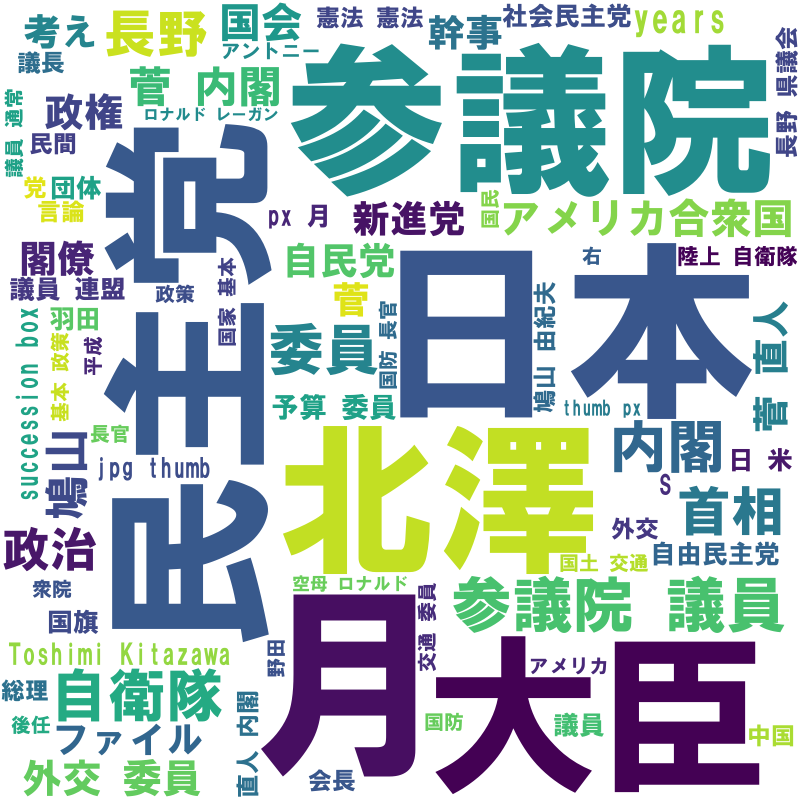 考え
長野
国会
憲法 憲法
社会民主党
years
議長
アントニー
幹事
参議院
長野 県議会
菅 内閣
議員 通常
政権
ロナルド レーガン
民間
民主党
党
団体
言論
px 月
新進党
国民
アメリカ合衆国
閣僚
自民党
右
陸上 自衛隊
議員 連盟
政策
国家 基本
菅
日本
succession box
羽田
基本 政策
平成
委員
国防 長官
鳩山 由紀夫
菅 直人
予算 委員
thumb px
長官
鳩山
jpg thumb
北澤
内閣
日 米
S
首相
政治
外交
自由民主党
国土 交通
衆院
空母 ロナルド
交通 委員
参議院 議員
国旗
月
大臣
Toshimi Kitazawa
野田
アメリカ
総理
自衛隊
後任
直人 内閣
国防
議員
中国
ファイル
外交 委員
会長